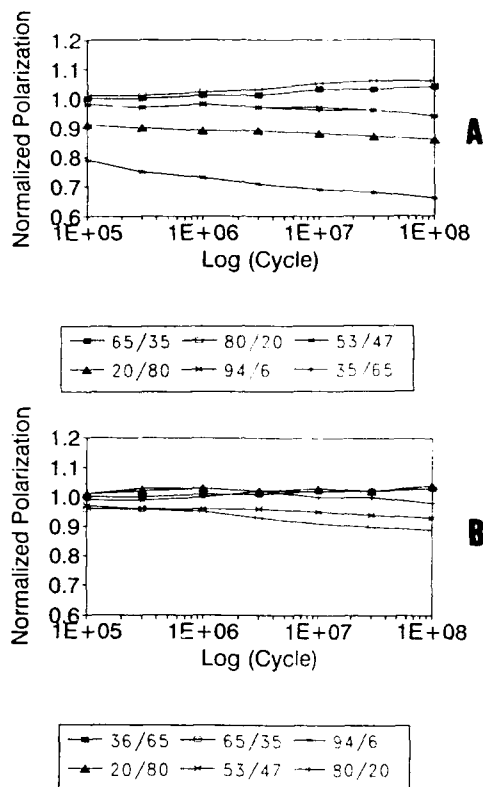 1.2
1.1
1.0
0.9
0.8
0.7
0.6
Normalized Polarization
1E+05 1E+06 1E+07 1E+08
Log (Cycle)
A
65/35 80/20 53/47
20/80 94/6 35/65
1.2
1.1
1.0
0.9
0.8
0.7
0.6
Normalized Polarization
1E+05 1E+06 1E+07 1E+08
Log (Cycle)
B
36/65 65/35 94/6
20/80 53/47 80/20